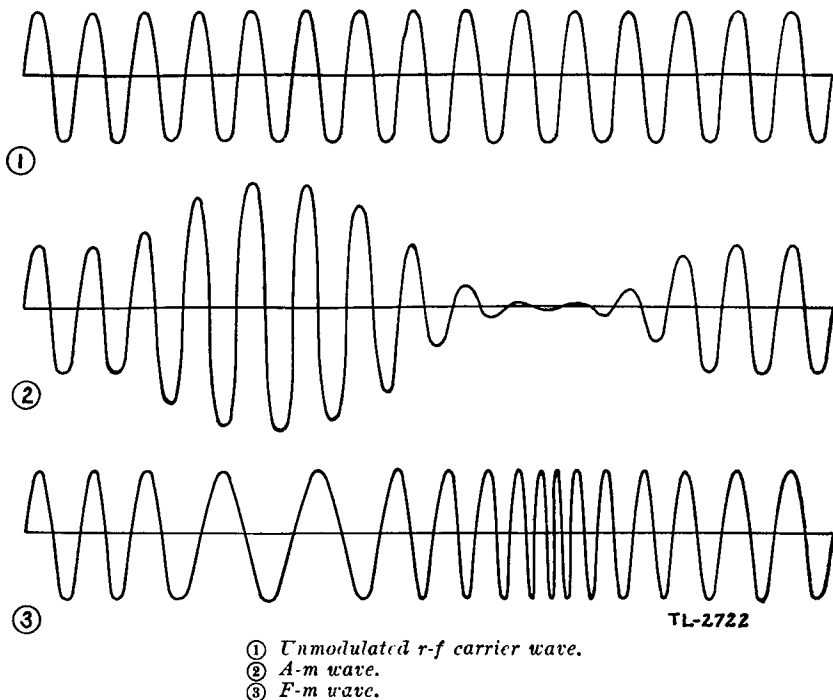 ①
②
③
TL-2722
① Unmodulated r-f carrier wave.
② A-m wave.
③ F-m wave.